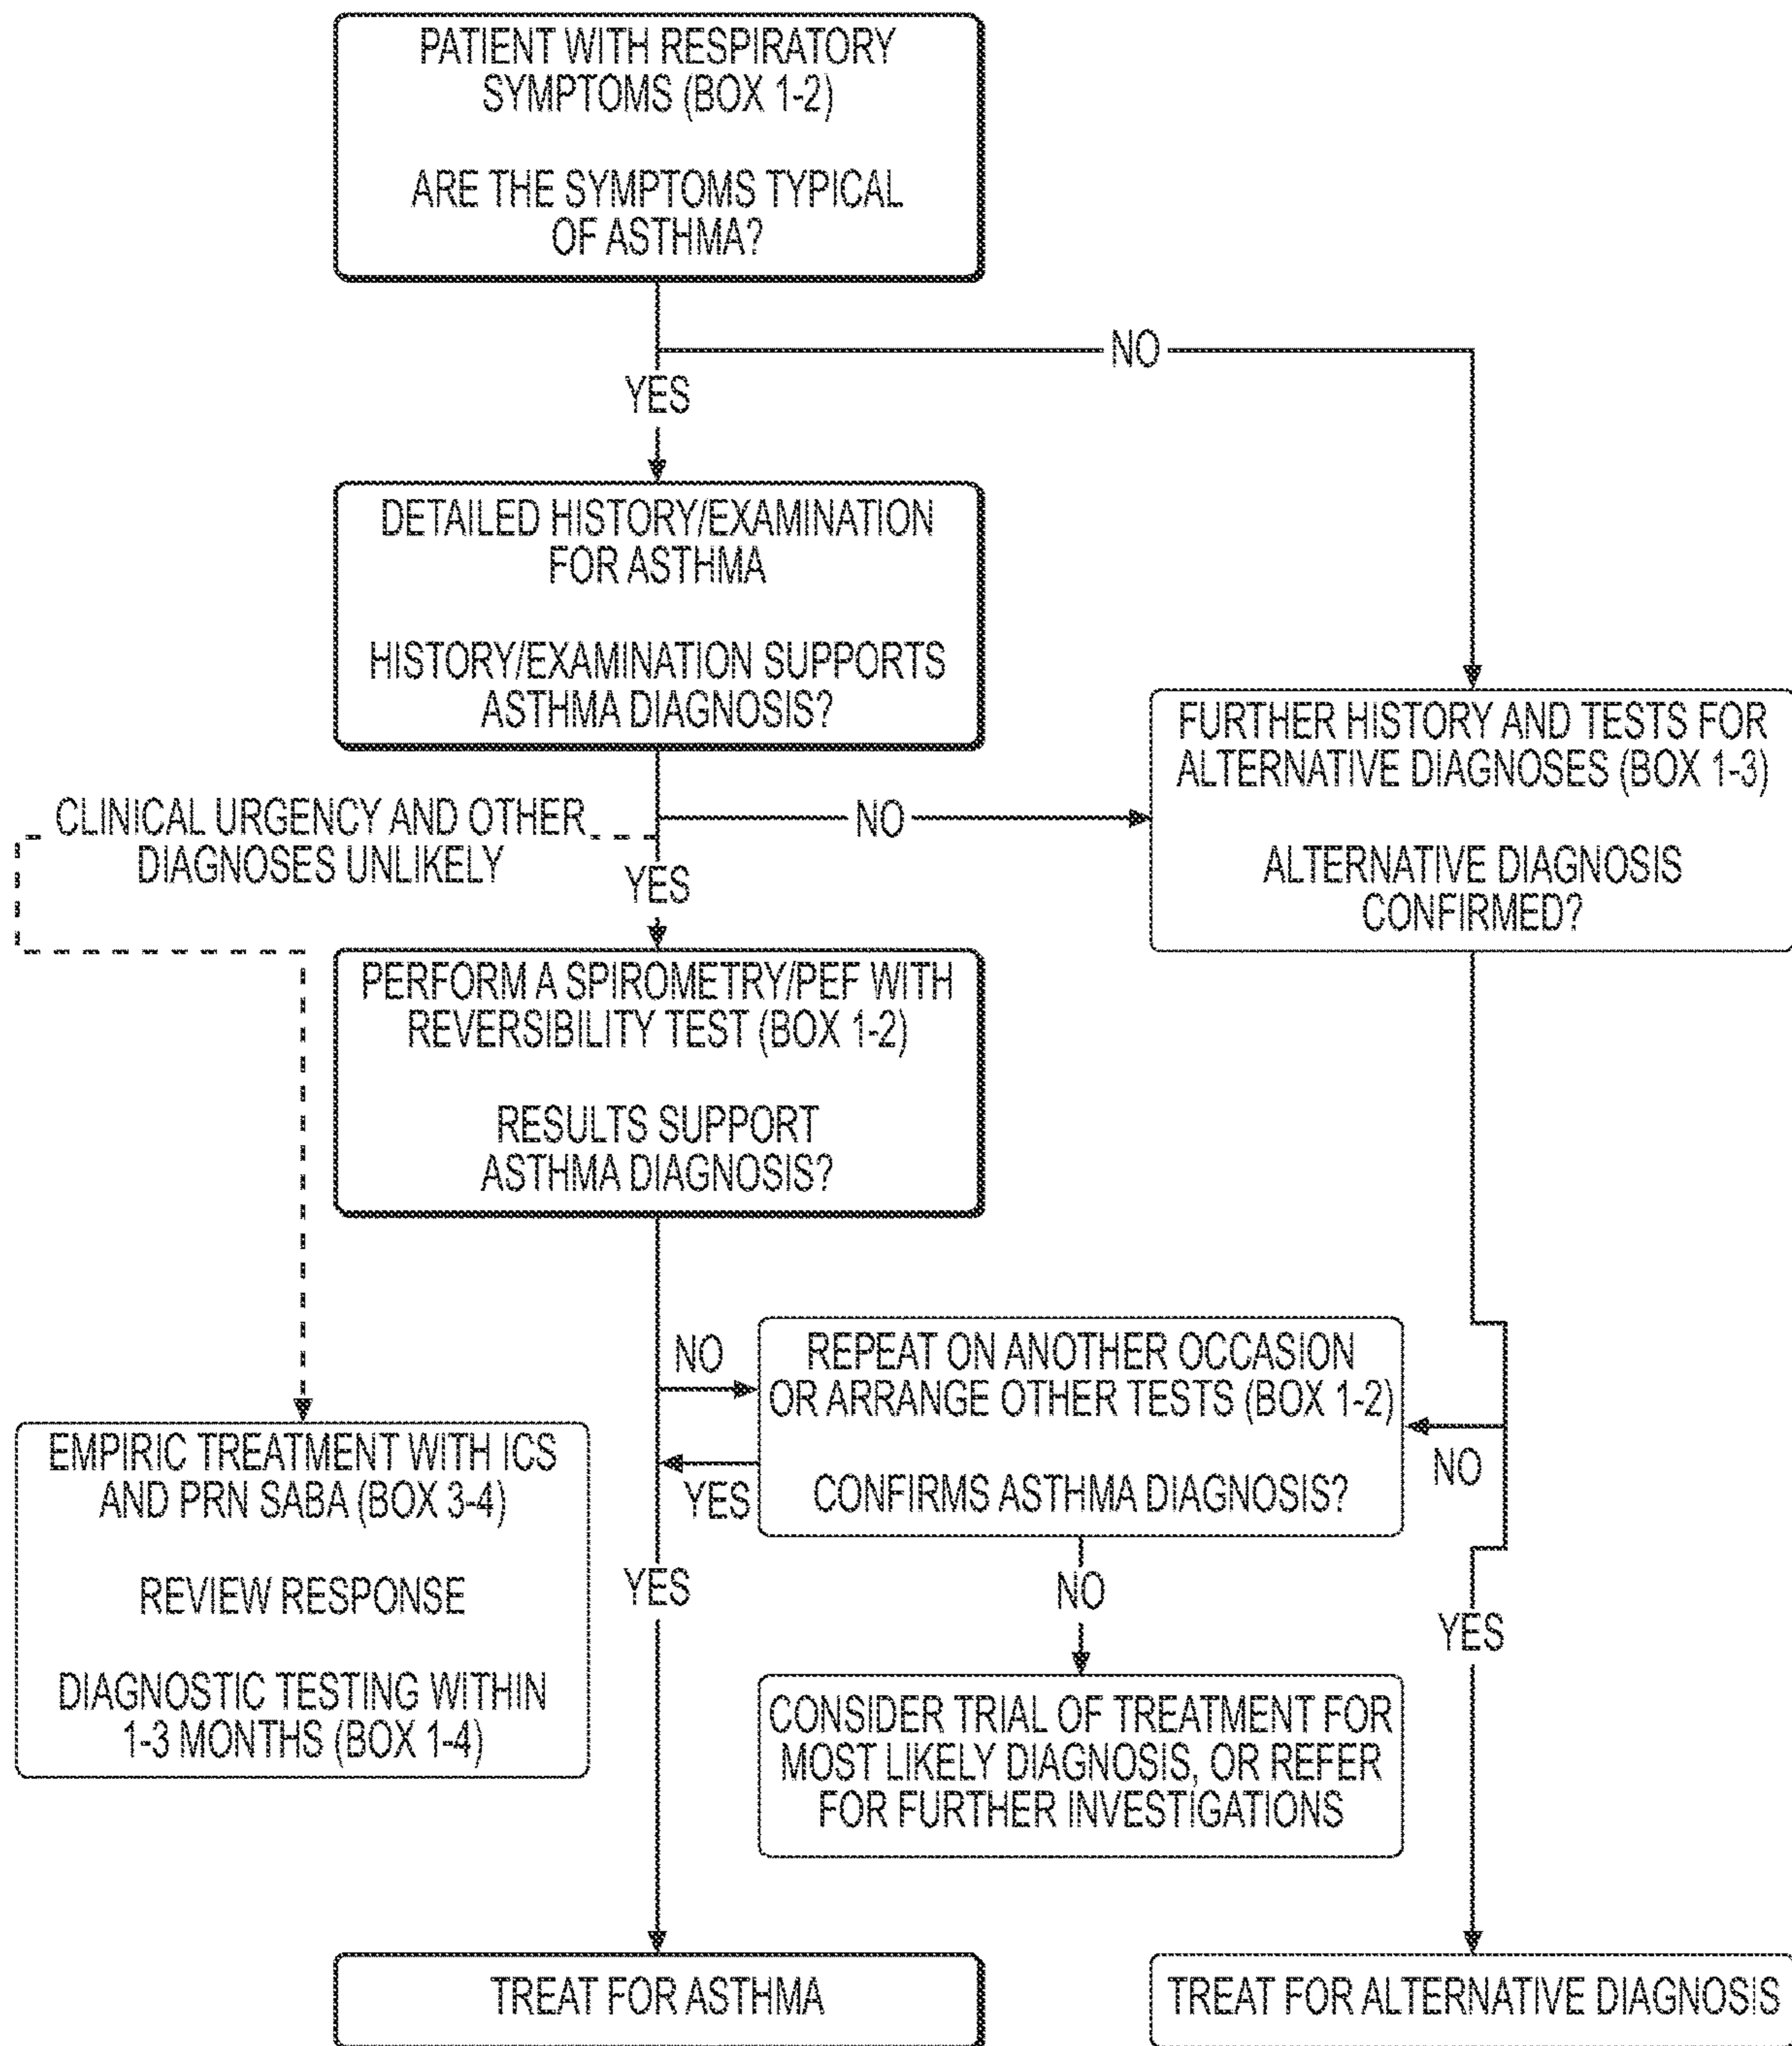 PATIENT WITH RESPIRATORY
SYMPTOMS (BOX 1-2)
ARE THE SYMPTOMS TYPICAL
OF ASTHMA?
NO
YES
DETAILED HISTORY/EXAMINATION
FOR ASTHMA
HISTORY/EXAMINATION SUPPORTS
ASTHMA DIAGNOSIS?
FURTHER HISTORY AND TESTS FOR
ALTERNATIVE DIAGNOSES (BOX 1-3)
ALTERNATIVE DIAGNOSIS
CONFIRMED?
CLINICAL URGENCY AND OTHER
DIAGNOSES UNLIKELY
NO
YES
PERFORM A SPIROMETRY/PEF WITH
REVERSIBILITY TEST (BOX 1-2)
RESULTS SUPPORT
ASTHMA DIAGNOSIS?
NO
REPEAT ON ANOTHER OCCASION
OR ARRANGE OTHER TESTS (BOX 1-2)
CONFIRMS ASTHMA DIAGNOSIS?
NO
YES
EMPIRIC TREATMENT WITH ICS
AND PRN SABA (BOX 3-4)
REVIEW RESPONSE
DIAGNOSTIC TESTING WITHIN
1-3 MONTHS (BOX 1-4)
YES
NO
YES
CONSIDER TRIAL OF TREATMENT FOR
MOST LIKELY DIAGNOSIS, OR REFER
FOR FURTHER INVESTIGATIONS
TREAT FOR ASTHMA
TREAT FOR ALTERNATIVE DIAGNOSIS